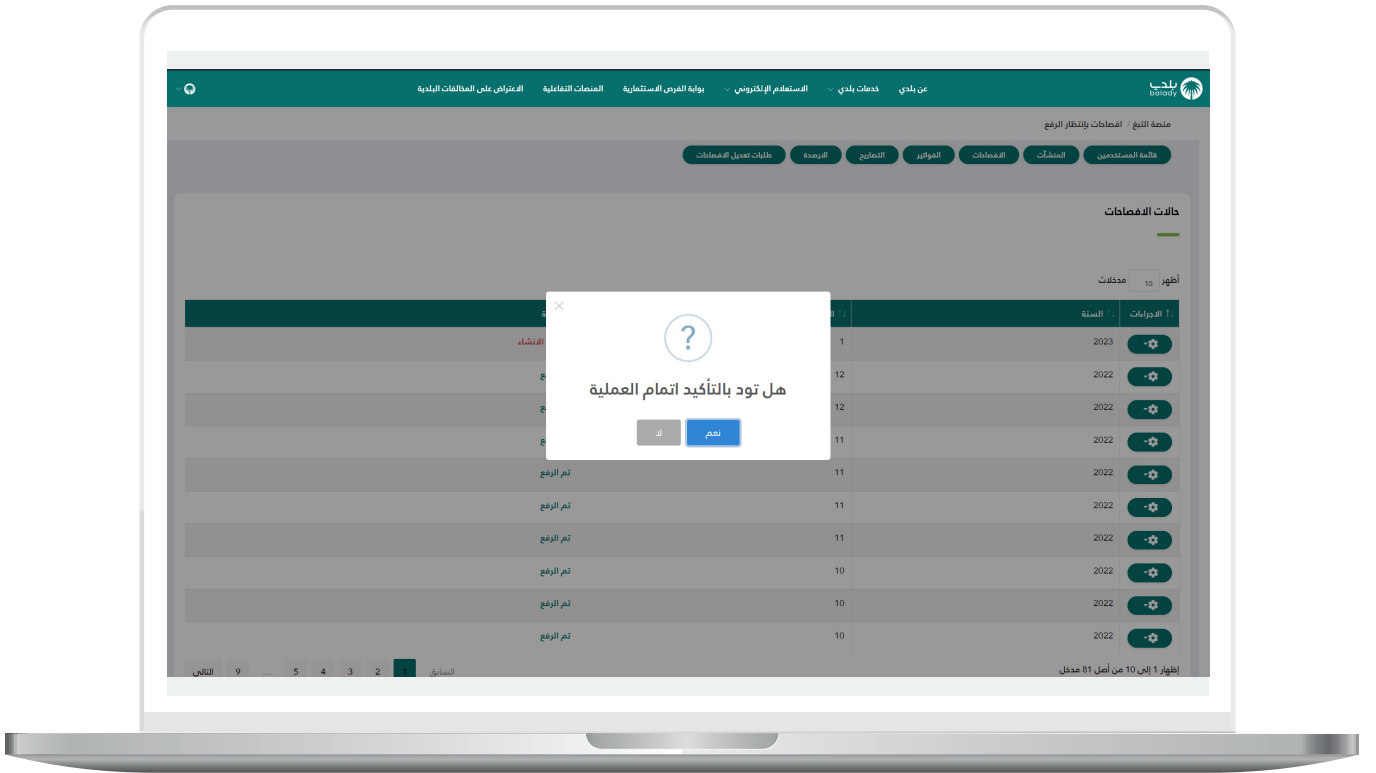 بلدي
balady
عن بلدي
خدمات بلدي
الاستعلام الإلكتروني
بوابة الفرص الاستثمارية
المنصات التفاعلية
الاعتراض على المخالفات البلدية
منصة التبغ / افصاحات بإنتظار الرفع
قائمة المستخدمين
المنشآت
الافصاحات
الفواتير
التصاريح
الارصدة
طلبات تعديل الافصاحات
حالات الافصاحات
أظهر 10 مدخلات
الاجراءات السنة
2023 1 الانشاء
2022 12
2022 12
2022 11
2022 11 تم الرفع
2022 11 تم الرفع
2022 11 تم الرفع
2022 10 تم الرفع
2022 10 تم الرفع
2022 10 تم الرفع
×
?
هل تود بالتأكيد اتمام العملية
نعم لا
إظهار 1 إلى 10 من أصل 81 مدخل
السابق 1 2 3 4 5 ... 9 التالي